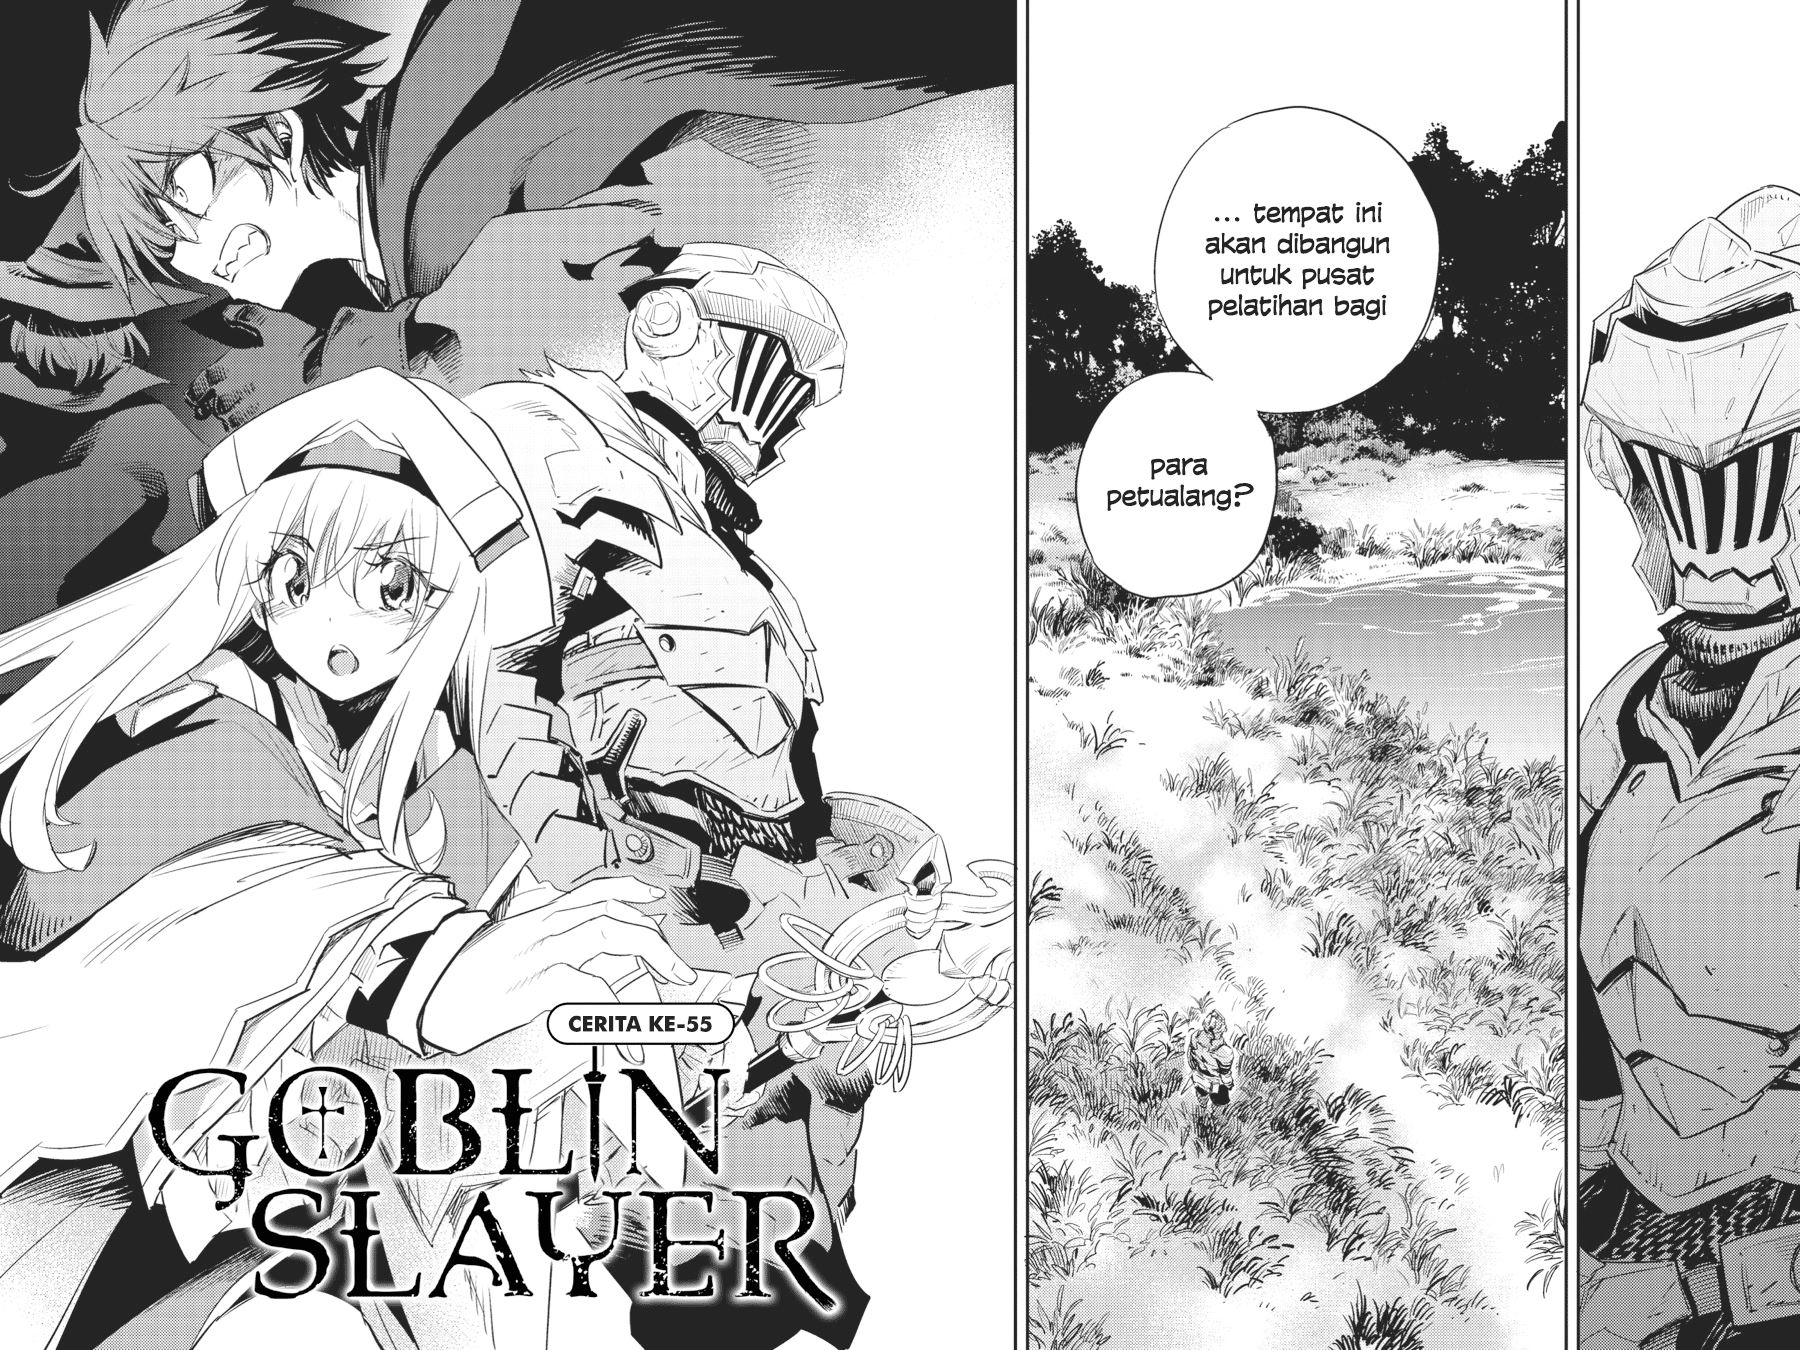 ... tempat ini
akan dibangun
untuk pusat
pelatihan bagi
para
petualang?
CERITA KE-55
GOBLIN
SLAYER